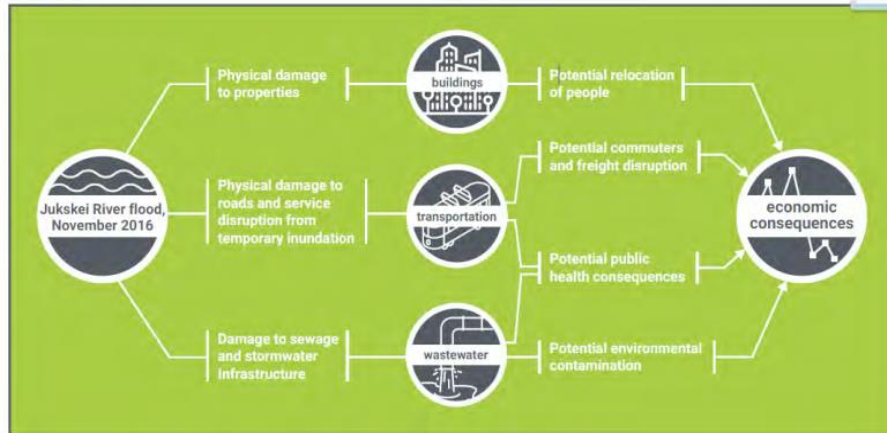 Physical damage
to properties
buildings
Potential relocation
of people
Jukskei River flood,
November 2016
Physical damage to
roads and service
disruption from
temporary inundation
transportation
Potential commuters
and freight disruption
Potential public
health consequences
economic
consequences
Damage to sewage
and stormwater
Infrastructure
wastewater
Potential environmental
contamination